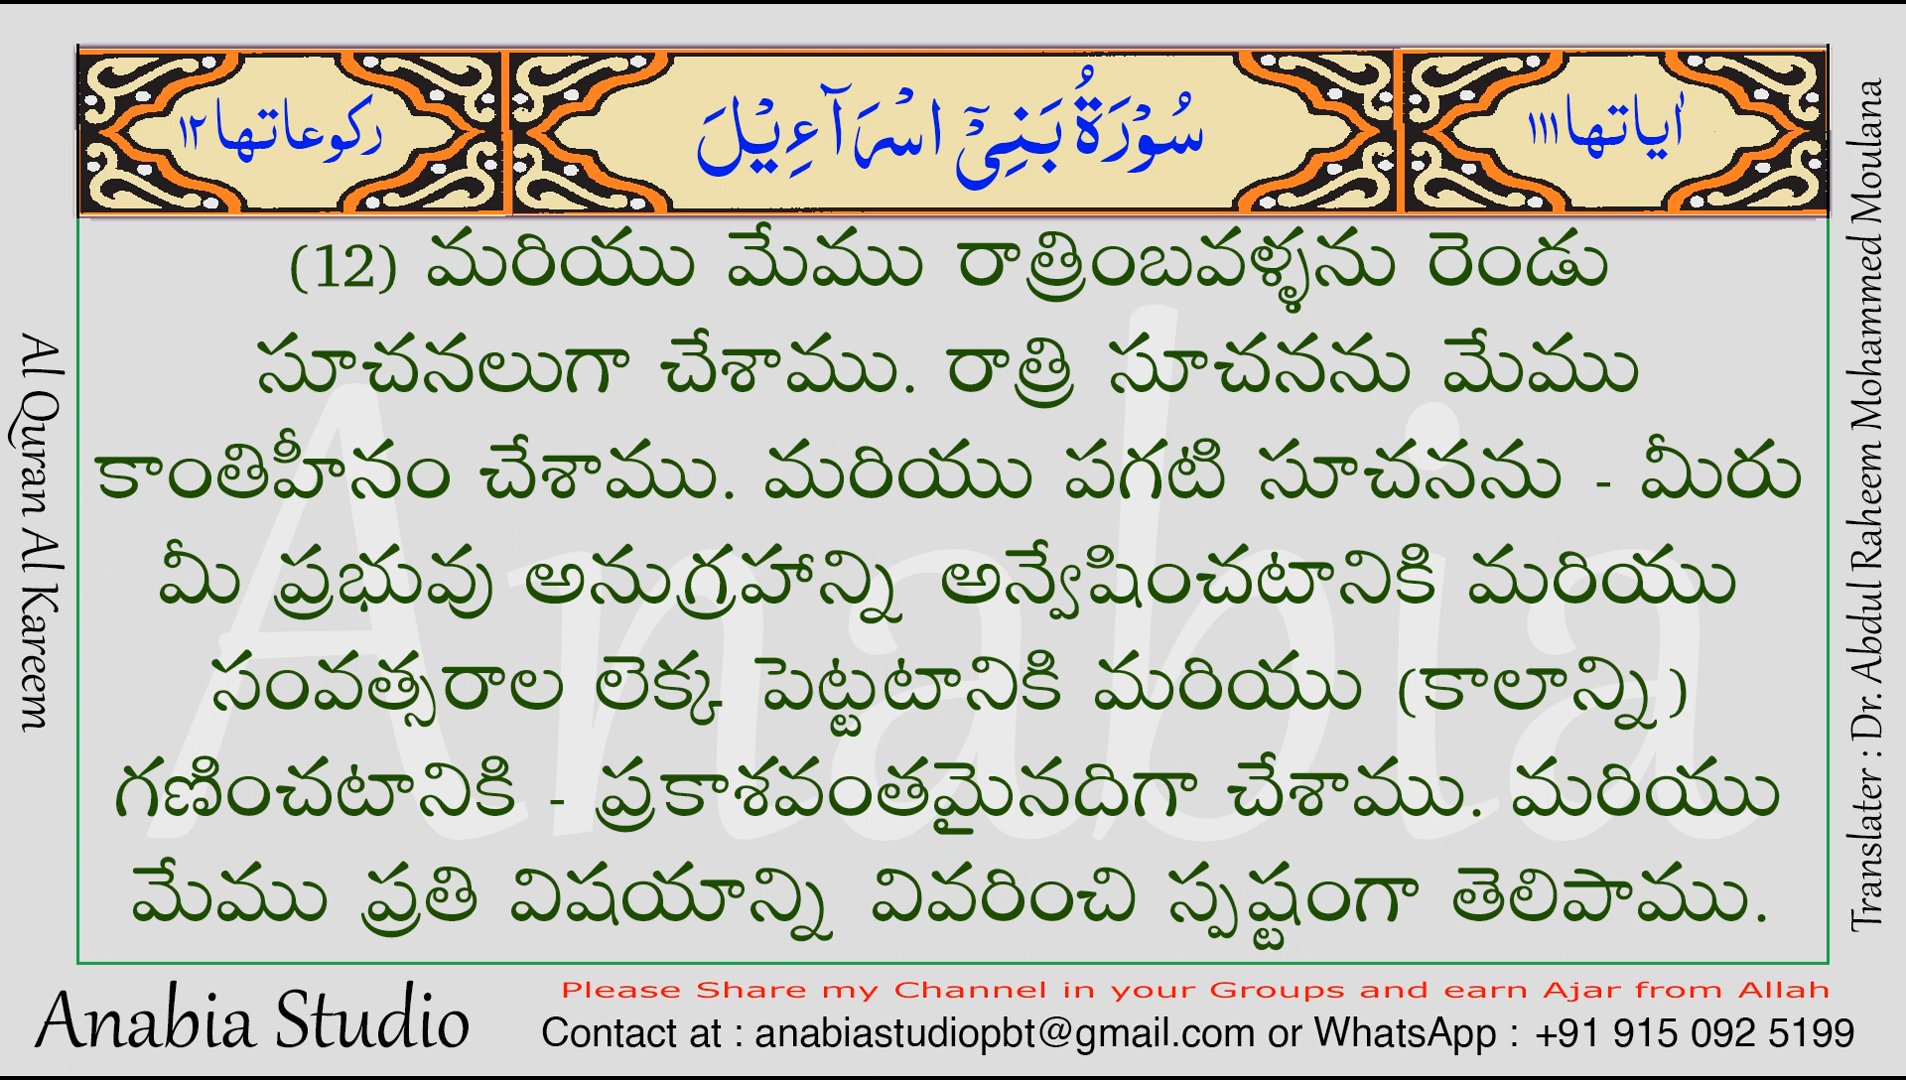 اٰیاتها ١١١ سُوْرَةُ بَنِیْٓ اسْرَآءِیْلَ رکوعاتها ١٢
(12) మరియు మేము రాత్రింబవళ్ళను రెండు
సూచనలుగా చేశాము. రాత్రి సూచనను మేము
కాంతిహీనం చేశాము. మరియు పగటి సూచనను - మీరు
మీ ప్రభువు అనుగ్రహాన్ని అన్వేషించటానికి మరియు
సంవత్సరాల లెక్క పెట్టటానికి మరియు (కాలాన్ని)
గణించటానికి - ప్రకాశవంతమైనదిగా చేశాము. మరియు
మేము ప్రతి విషయాన్ని వివరించి స్పష్టంగా తెలిపాము.
Al Quran Al Kareem
Translater : Dr. Abdul Raheem Mohammed Moulana
Anabia
Anabia Studio
Please Share my Channel in your Groups and earn Ajar from Allah
Contact at : anabiastudiopbt@gmail.com or WhatsApp : +91 915 092 5199